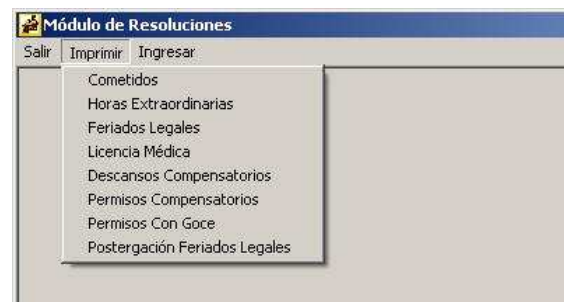 Módulo de Resoluciones
Salir Imprimir Ingresar
Cometidos
Horas Extraordinarias
Feriados Legales
Licencia Médica
Descansos Compensatorios
Permisos Compensatorios
Permisos Con Goce
Postergación Feriados Legales